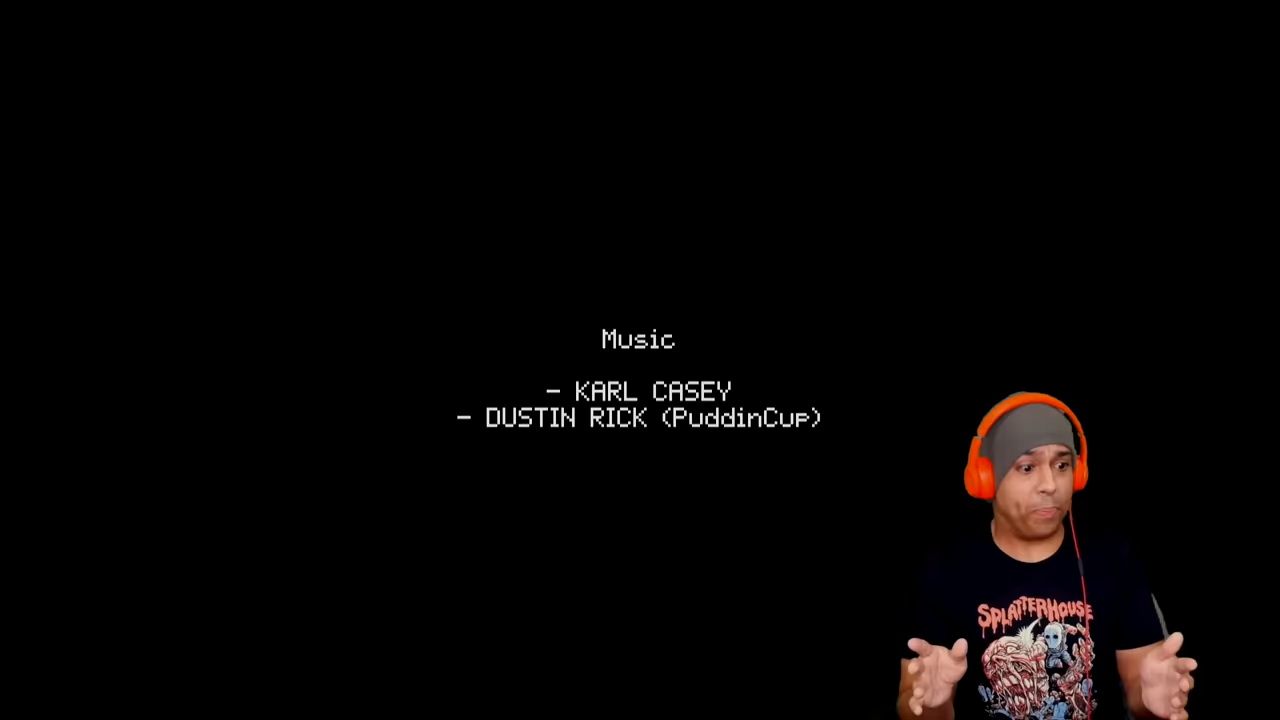 Music
- KARL CASEY
- DUSTIN RICK (PuddinCup)
SPLATTERHOUSE